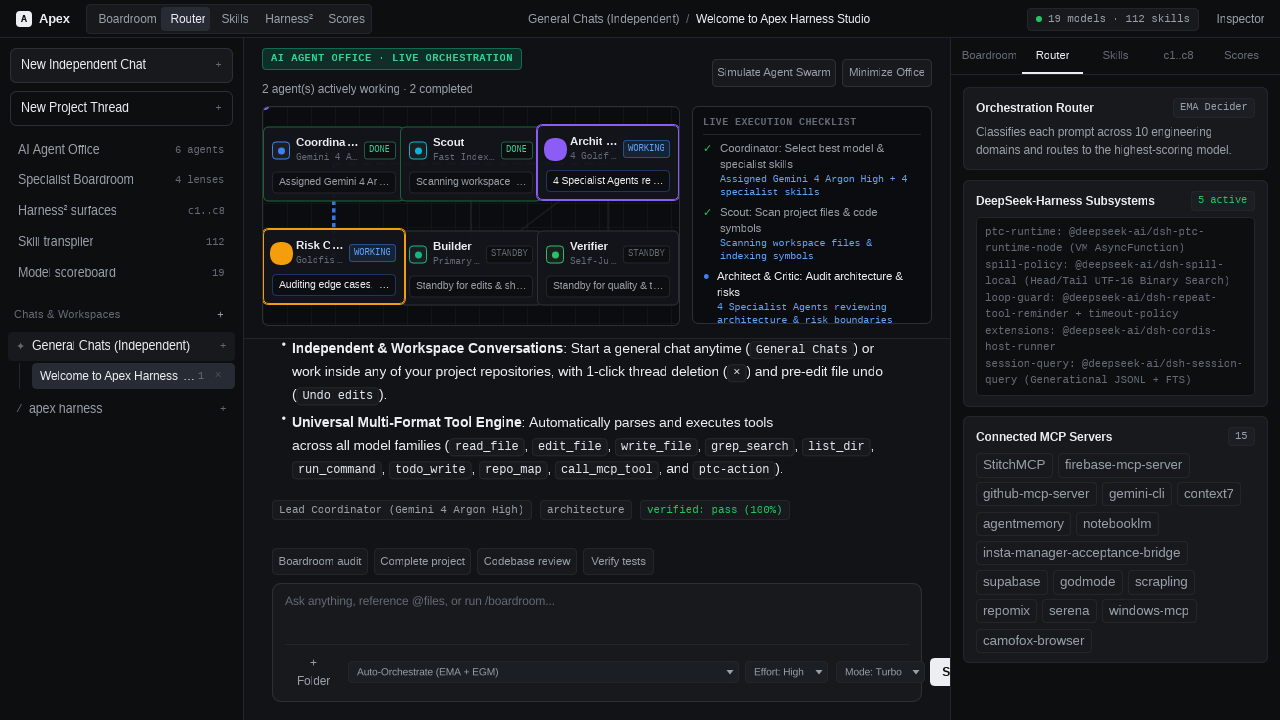 A Apex Boardroom Router Skills Harness² Scores
General Chats (Independent) / Welcome to Apex Harness Studio
19 models · 112 skills Inspector
New Independent Chat +
New Project Thread +
AI Agent Office 6 agents
Specialist Boardroom 4 lenses
Harness² surfaces c1..c8
Skill transpiler 112
Model scoreboard 19
Chats & Workspaces +
General Chats (Independent) +
Welcome to Apex Harness ... 1 ×
/ apex harness +
AI AGENT OFFICE · LIVE ORCHESTRATION
2 agent(s) actively working · 2 completed
Simulate Agent Swarm Minimize Office
Coordina... DONE
Gemini 4 A...
Assigned Gemini 4 Ar ...
Scout DONE
Fast Index...
Scanning workspace ...
Archit ... WORKING
4 Goldf...
4 Specialist Agents re ...
Risk C... WORKING
Goldfis...
Auditing edge cases ...
Builder STANDBY
Primary...
Standby for edits & sh...
Verifier STANDBY
Self-Ju...
Standby for quality & t...
LIVE EXECUTION CHECKLIST
✓ Coordinator: Select best model &
specialist skills
Assigned Gemini 4 Argon High + 4
specialist skills
✓ Scout: Scan project files & code
symbols
Scanning workspace files &
indexing symbols
● Architect & Critic: Audit architecture &
risks
4 Specialist Agents reviewing
architecture & risk boundaries
• Independent & Workspace Conversations: Start a general chat anytime ( General Chats ) or
work inside any of your project repositories, with 1-click thread deletion ( × ) and pre-edit file undo
( Undo edits ).
• Universal Multi-Format Tool Engine: Automatically parses and executes tools
across all model families ( read_file , edit_file , write_file , grep_search , list_dir ,
run_command , todo_write , repo_map , call_mcp_tool , and ptc-action ).
Lead Coordinator (Gemini 4 Argon High) architecture verified: pass (100%)
Boardroom audit Complete project Codebase review Verify tests
Ask anything, reference @files, or run /boardroom...
+
Folder
Auto-Orchestrate (EMA + EGM) Effort: High Mode: Turbo S
Boardroom Router Skills c1..c8 Scores
Orchestration Router EMA Decider
Classifies each prompt across 10 engineering
domains and routes to the highest-scoring model.
DeepSeek-Harness Subsystems 5 active
ptc-runtime: @deepseek-ai/dsh-ptc-
runtime-node (VM AsyncFunction)
spill-policy: @deepseek-ai/dsh-spill-
local (Head/Tail UTF-16 Binary Search)
loop-guard: @deepseek-ai/dsh-repeat-
tool-reminder + timeout-policy
extensions: @deepseek-ai/dsh-cordis-
host-runner
session-query: @deepseek-ai/dsh-session-
query (Generational JSONL + FTS)
Connected MCP Servers 15
StitchMCP firebase-mcp-server
github-mcp-server gemini-cli context7
agentmemory notebooklm
insta-manager-acceptance-bridge
supabase godmode scrapling
repomix serena windows-mcp
camofox-browser